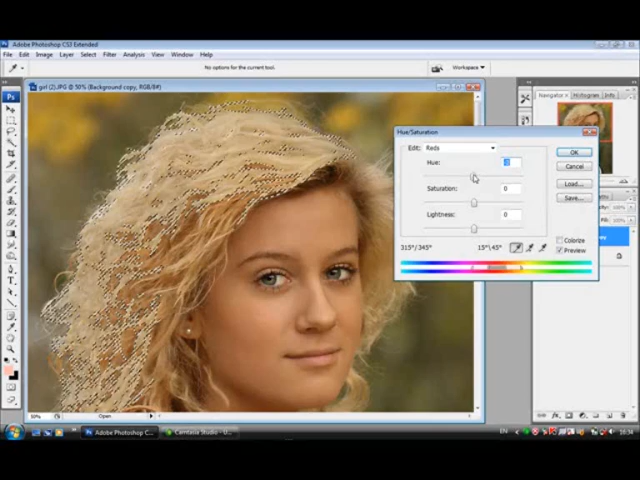 Adobe Photoshop CS3 Extended
File Edit Image Layer Select Filter Analysis View Window Help
No options for the current tool.
Workspace
girl (2).JPG @ 50% (Background copy, RGB/8#)
Navigator Histogram Info
Ps
Hue/Saturation
Edit: Reds
OK
Hue:
Cancel
Saturation: 0
Load...
Save...
Lightness: 0
Colorize
315°/345° 15°\45°
Preview
50% Open
Adobe Photoshop C... Camtasia Studio - U... EN 16:34